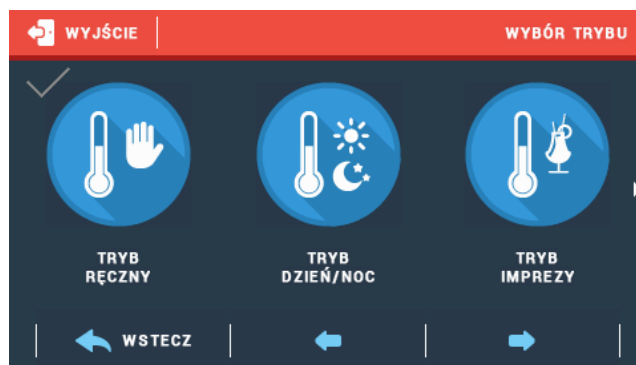 WYJŚCIE
WYBÓR TRYBU
TRYB
RĘCZNY
TRYB
DZIEŃ/NOC
TRYB
IMPREZY
WSTECZ